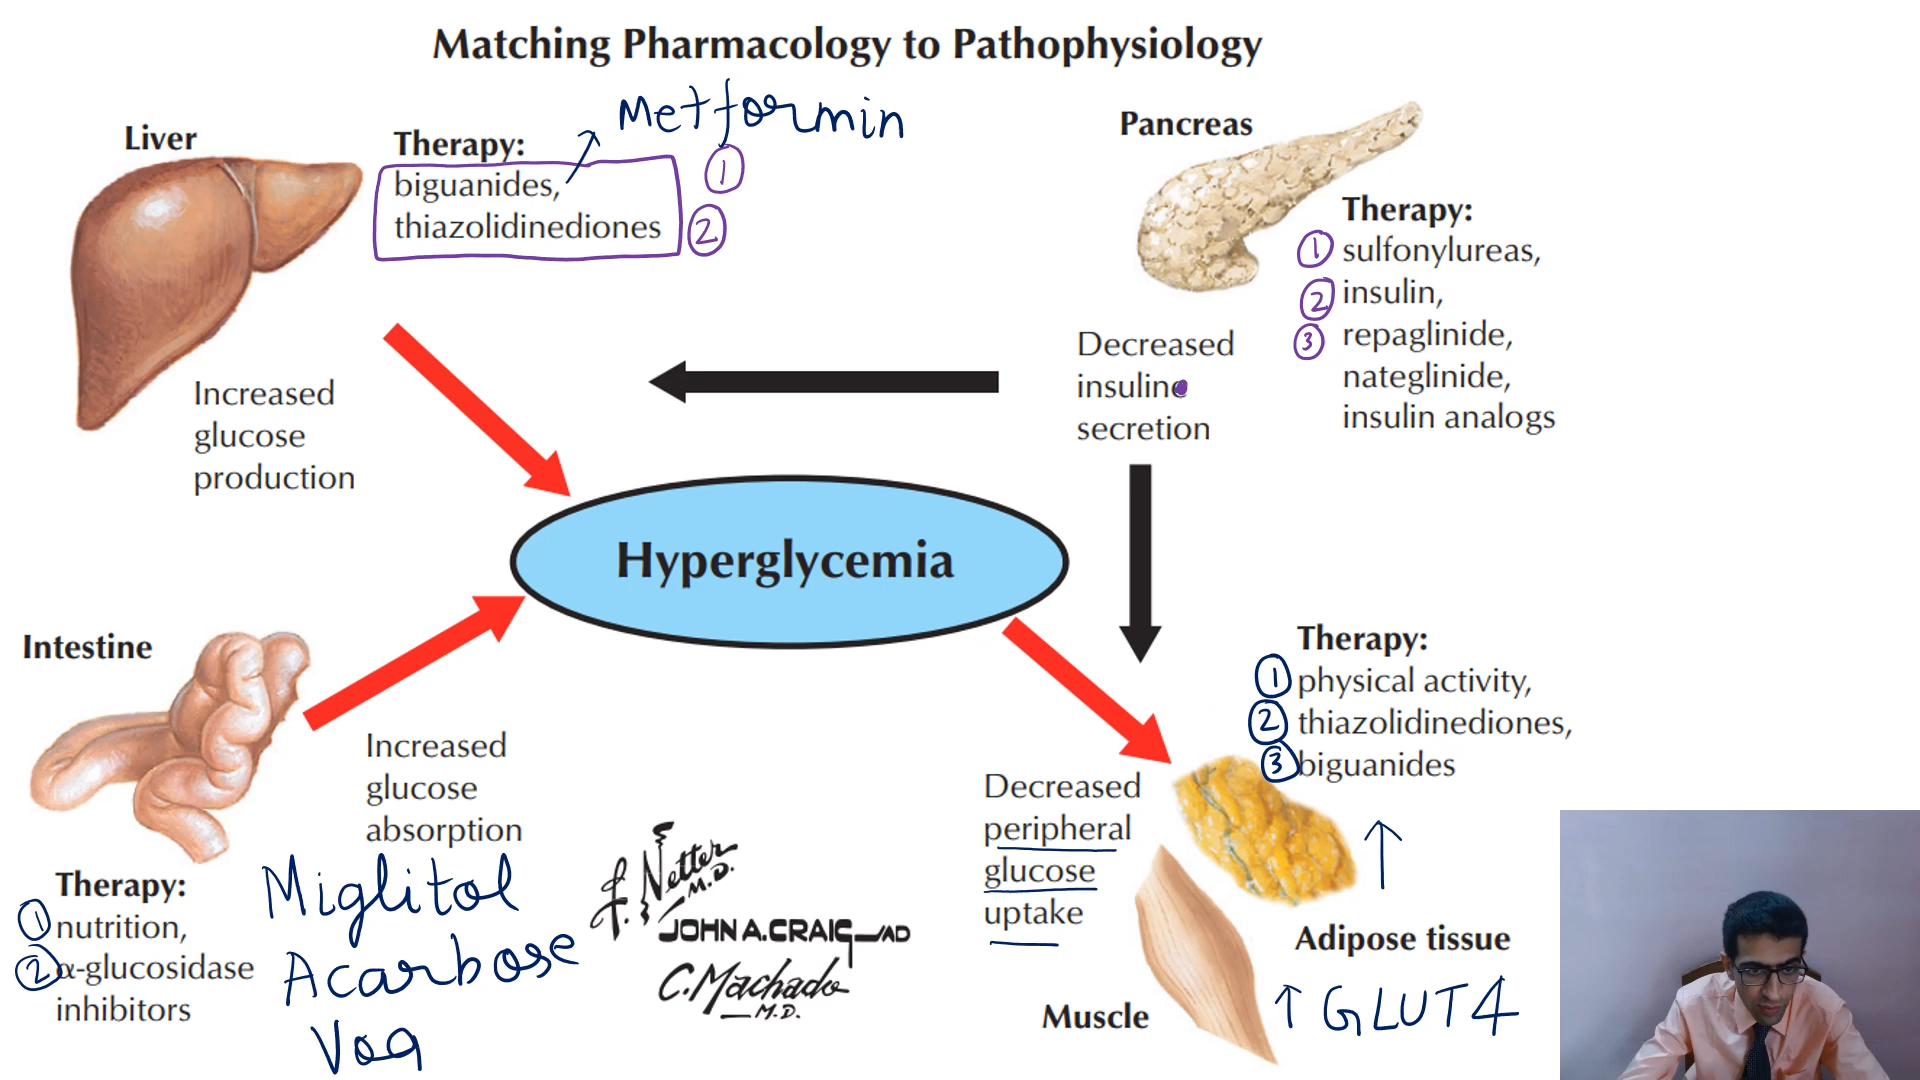 Matching Pharmacology to Pathophysiology
Liver
Therapy:
biguanides,
thiazolidinediones
Metformin
1
2
Increased
glucose
production
Pancreas
Therapy:
1 sulfonylureas,
2 insulin,
3 repaglinide,
nateglinide,
insulin analogs
Decreased
insuline
secretion
Hyperglycemia
Intestine
Increased
glucose
absorption
Therapy:
1 nutrition,
2 α-glucosidase
inhibitors
Miglitol
Acarbose
Vog
F. Netter
M.D.
JOHN A. CRAIG_AD
C. Machado
M.D.
Therapy:
1 physical activity,
2 thiazolidinediones,
3 biguanides
Decreased
peripheral
glucose
uptake
↑
Adipose tissue
Muscle
↑ GLUT4